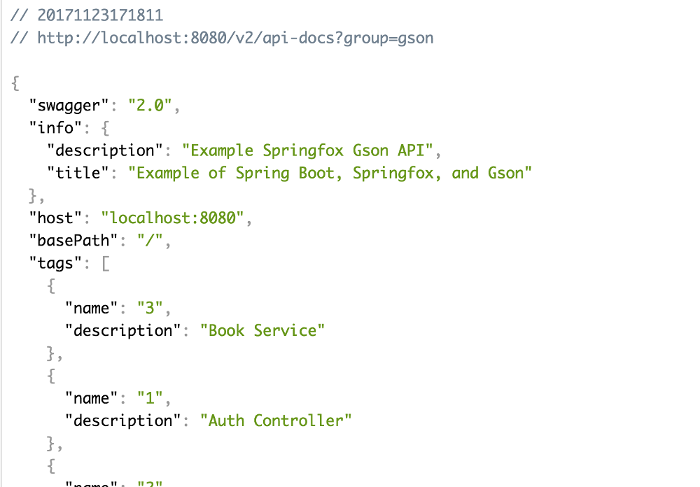 // 20171123171811
// http://localhost:8080/v2/api-docs?group=gson
{
"swagger": "2.0",
"info": {
"description": "Example Springfox Gson API",
"title": "Example of Spring Boot, Springfox, and Gson"
},
"host": "localhost:8080",
"basePath": "/",
"tags": [
{
"name": "3",
"description": "Book Service"
},
{
"name": "1",
"description": "Auth Controller"
},
{
"name":